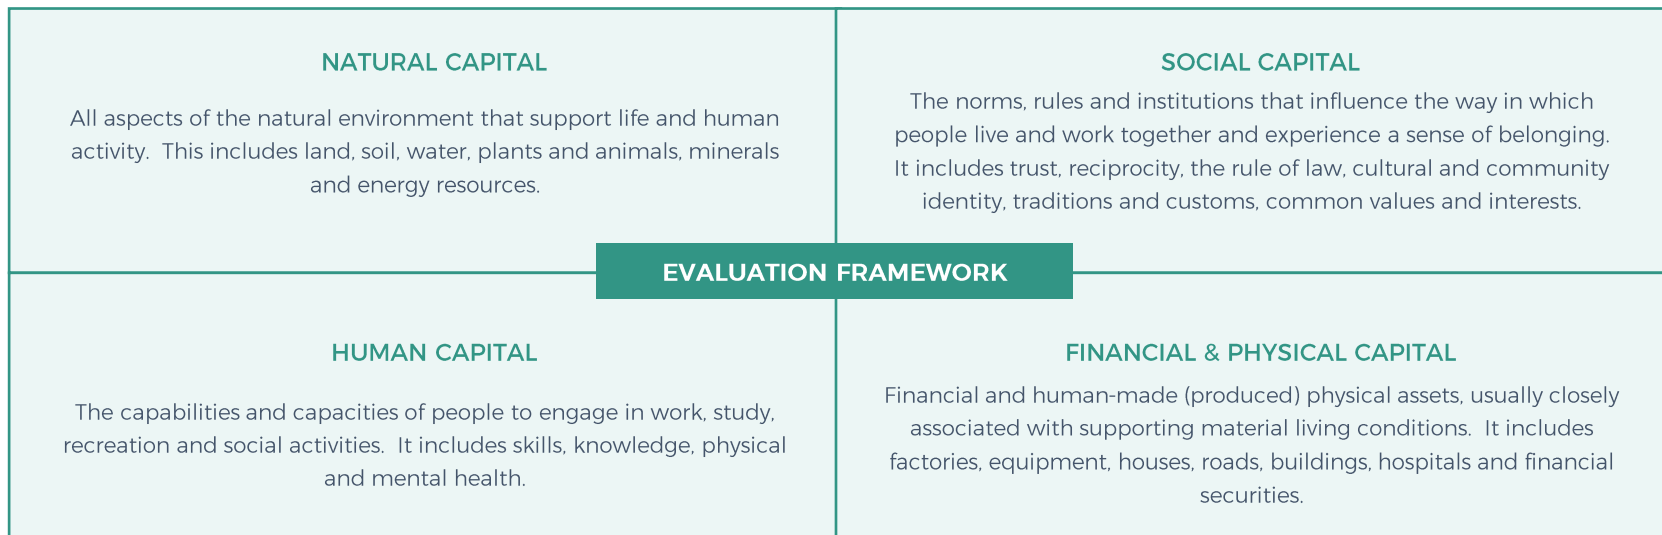 NATURAL CAPITAL
All aspects of the natural environment that support life and human
activity.  This includes land, soil, water, plants and animals, minerals
and energy resources.
SOCIAL CAPITAL
The norms, rules and institutions that influence the way in which
people live and work together and experience a sense of belonging.
It includes trust, reciprocity, the rule of law, cultural and community
identity, traditions and customs, common values and interests.
EVALUATION FRAMEWORK
HUMAN CAPITAL
The capabilities and capacities of people to engage in work, study,
recreation and social activities.  It includes skills, knowledge, physical
and mental health.
FINANCIAL & PHYSICAL CAPITAL
Financial and human-made (produced) physical assets, usually closely
associated with supporting material living conditions.  It includes
factories, equipment, houses, roads, buildings, hospitals and financial
securities.